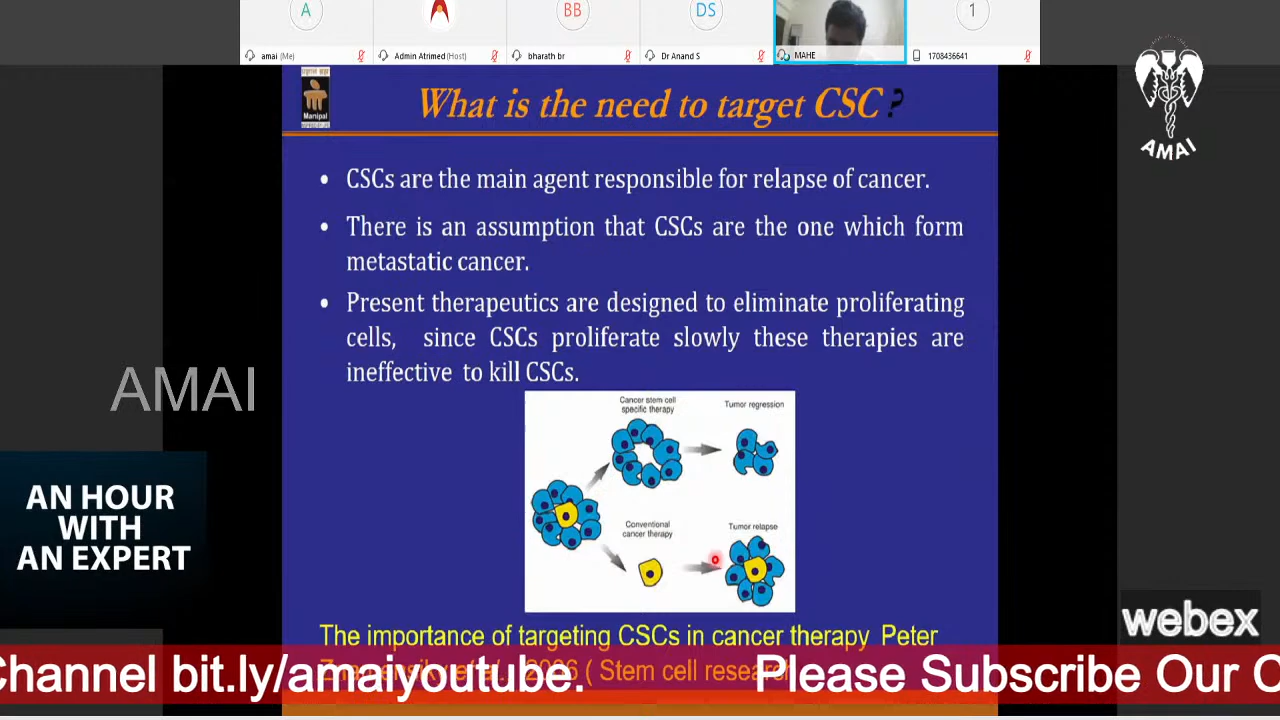 A
BB
DS
1
amai (Me)
Admin Atrimed (Host)
bharath br
Dr Anand S
MAHE
1708436641
Manipal
What is the need to target CSC ?
AMAI
• CSCs are the main agent responsible for relapse of cancer.
• There is an assumption that CSCs are the one which form
metastatic cancer.
• Present therapeutics are designed to eliminate proliferating
cells, since CSCs proliferate slowly these therapies are
ineffective to kill CSCs.
AMAI
Cancer stem cell
specific therapy
Tumor regression
Conventional
cancer therapy
Tumor relapse
AN HOUR
WITH
AN EXPERT
webex
The importance of targeting CSCs in cancer therapy Peter
( Stem cell research
Channel bit.ly/amaiyoutube. Please Subscribe Our C